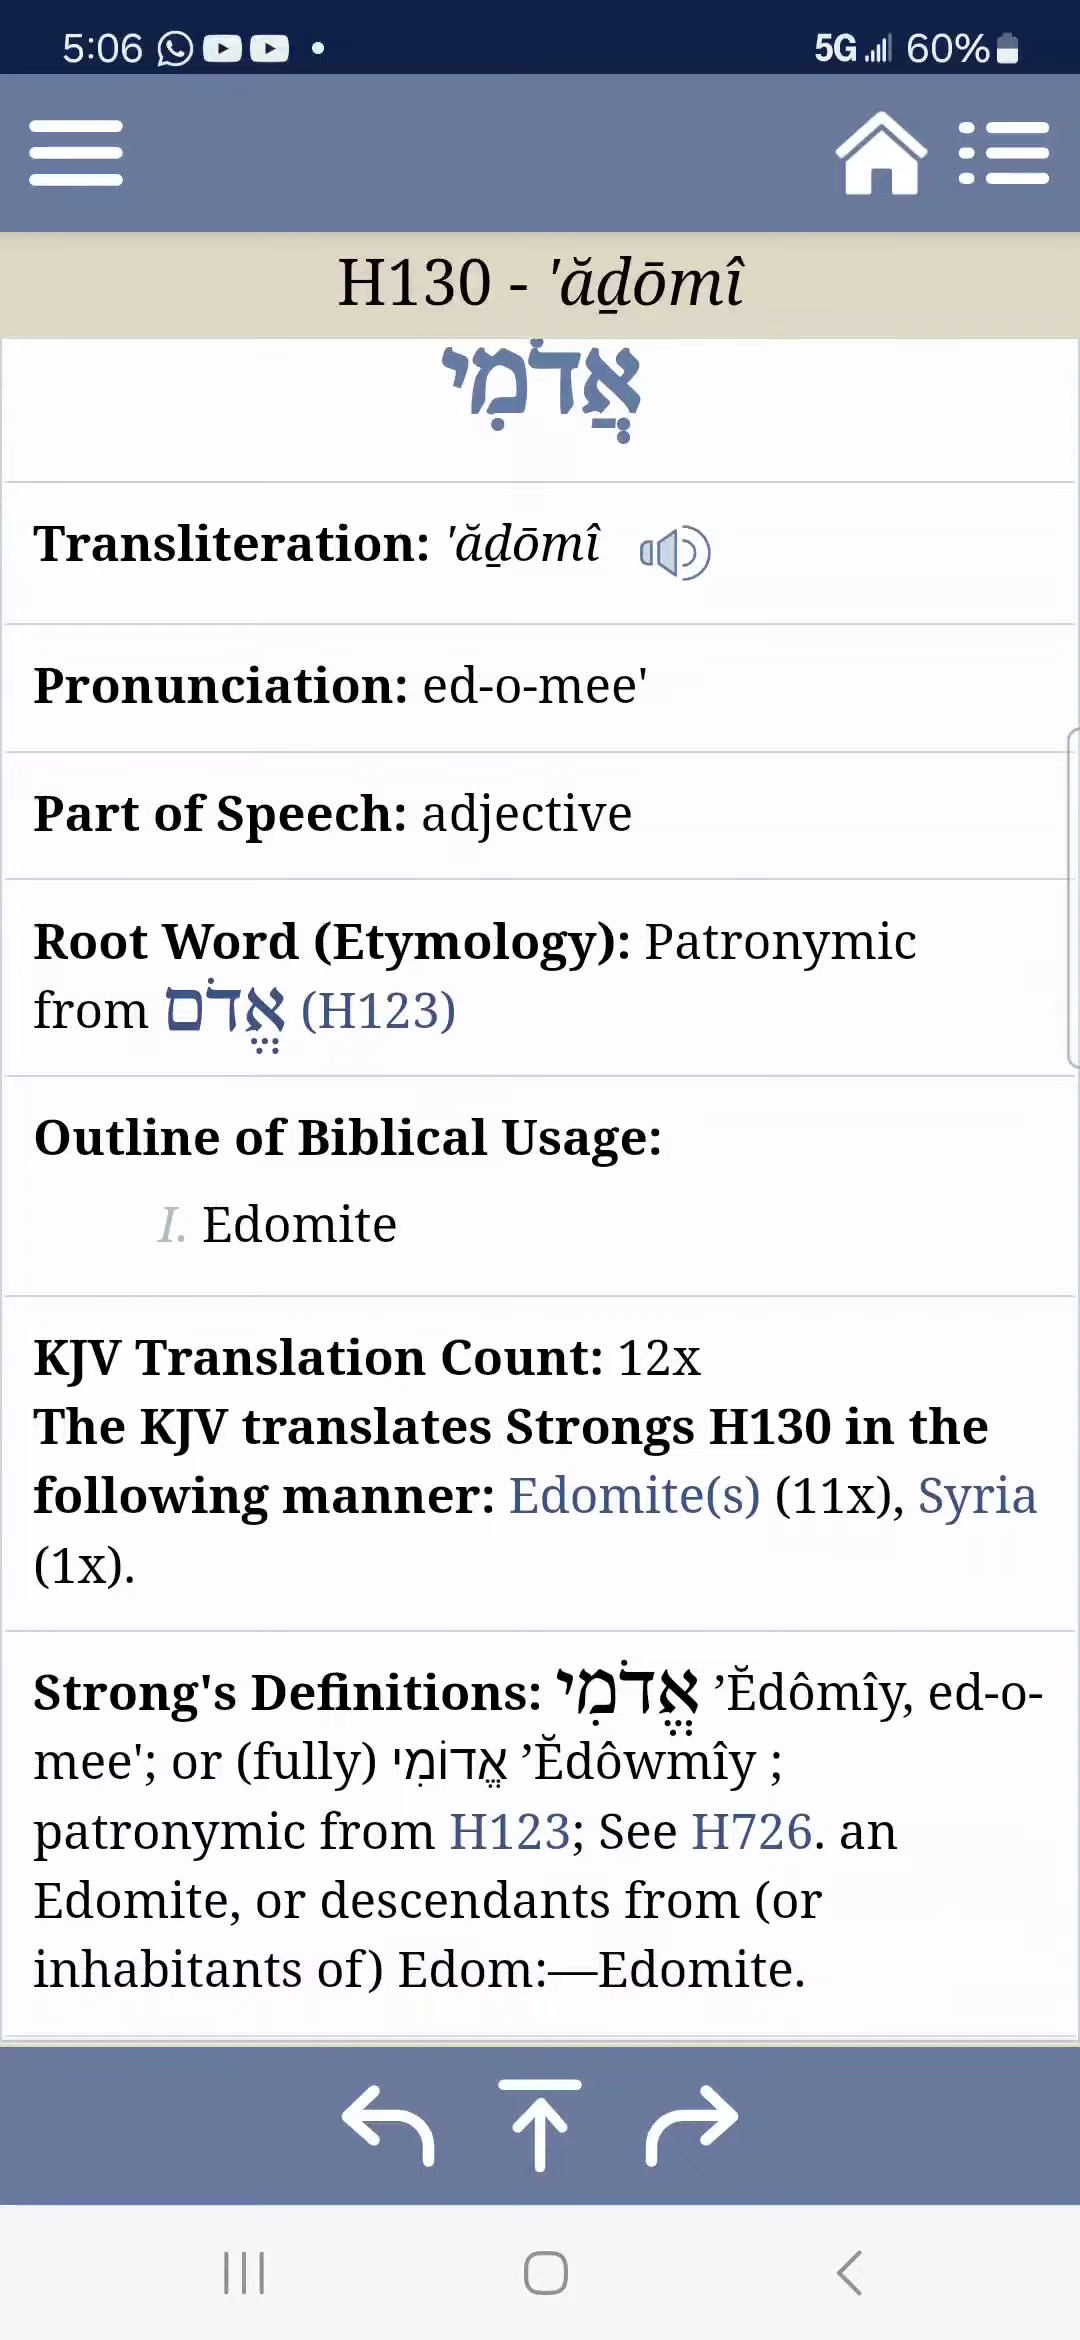 5:06
5G 60%
H130 - 'ăḏōmî
אֲדֹמִי
Transliteration: 'ăḏōmî
Pronunciation: ed-o-mee'
Part of Speech: adjective
Root Word (Etymology): Patronymic
from אֱדֹם (H123)
Outline of Biblical Usage:
I. Edomite
KJV Translation Count: 12x
The KJV translates Strongs H130 in the
following manner: Edomite(s) (11x), Syria
(1x).
Strong's Definitions: אֱדֹמִי ʼĔdômîy, ed-o-
mee'; or (fully) אֱדוֹמִי ʼĔdôwmîy ;
patronymic from H123; See H726. an
Edomite, or descendants from (or
inhabitants of) Edom:—Edomite.